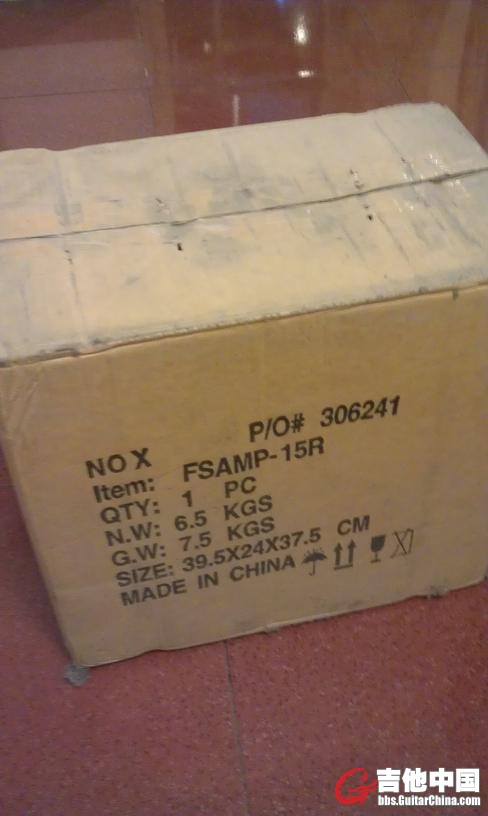 P/O# 306241
NOX
Item: FSAMP-15R
QTY: 1 PC
N.W: 6.5 KGS
G.W: 7.5 KGS
SIZE: 39.5X24X37.5 CM
MADE IN CHINA
吉他中国
bbs.GuitarChina.com